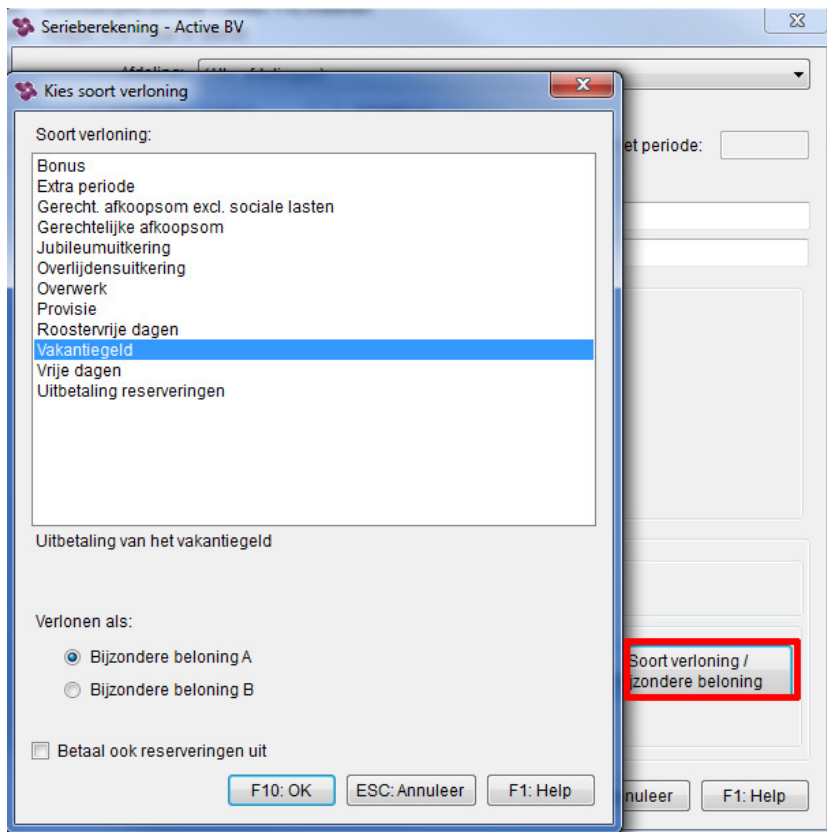 Serieberekening - Active BV
Kies soort verloning
Soort verloning:
et periode:
Bonus
Extra periode
Gerecht. afkoopsom excl. sociale lasten
Gerechtelijke afkoopsom
Jubileumuitkering
Overlijdensuitkering
Overwerk
Provisie
Roostervrije dagen
Vakantiegeld
Vrije dagen
Uitbetaling reserveringen
Uitbetaling van het vakantiegeld
Verlonen als:
Bijzondere beloning A
Bijzondere beloning B
Soort verloning /
jzondere beloning
Betaal ook reserveringen uit
F10: OK
ESC: Annuleer
F1: Help
nuleer
F1: Help